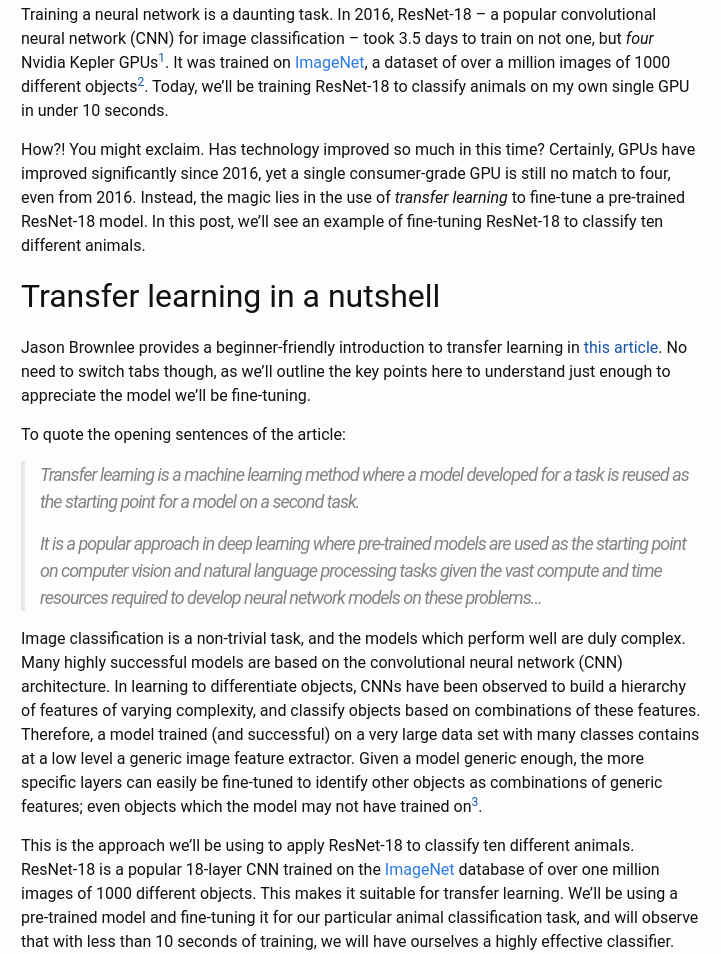 Training a neural network is a daunting task. In 2016, ResNet-18 – a popular convolutional
neural network (CNN) for image classification – took 3.5 days to train on not one, but four
Nvidia Kepler GPUs1. It was trained on ImageNet, a dataset of over a million images of 1000
different objects2. Today, we’ll be training ResNet-18 to classify animals on my own single GPU
in under 10 seconds.
How?! You might exclaim. Has technology improved so much in this time? Certainly, GPUs have
improved significantly since 2016, yet a single consumer-grade GPU is still no match to four,
even from 2016. Instead, the magic lies in the use of transfer learning to fine-tune a pre-trained
ResNet-18 model. In this post, we’ll see an example of fine-tuning ResNet-18 to classify ten
different animals.
Transfer learning in a nutshell
Jason Brownlee provides a beginner-friendly introduction to transfer learning in this article. No
need to switch tabs though, as we’ll outline the key points here to understand just enough to
appreciate the model we’ll be fine-tuning.
To quote the opening sentences of the article:
Transfer learning is a machine learning method where a model developed for a task is reused as
the starting point for a model on a second task.
It is a popular approach in deep learning where pre-trained models are used as the starting point
on computer vision and natural language processing tasks given the vast compute and time
resources required to develop neural network models on these problems…
Image classification is a non-trivial task, and the models which perform well are duly complex.
Many highly successful models are based on the convolutional neural network (CNN)
architecture. In learning to differentiate objects, CNNs have been observed to build a hierarchy
of features of varying complexity, and classify objects based on combinations of these features.
Therefore, a model trained (and successful) on a very large data set with many classes contains
at a low level a generic image feature extractor. Given a model generic enough, the more
specific layers can easily be fine-tuned to identify other objects as combinations of generic
features; even objects which the model may not have trained on3.
This is the approach we’ll be using to apply ResNet-18 to classify ten different animals.
ResNet-18 is a popular 18-layer CNN trained on the ImageNet database of over one million
images of 1000 different objects. This makes it suitable for transfer learning. We’ll be using a
pre-trained model and fine-tuning it for our particular animal classification task, and will observe
that with less than 10 seconds of training, we will have ourselves a highly effective classifier.